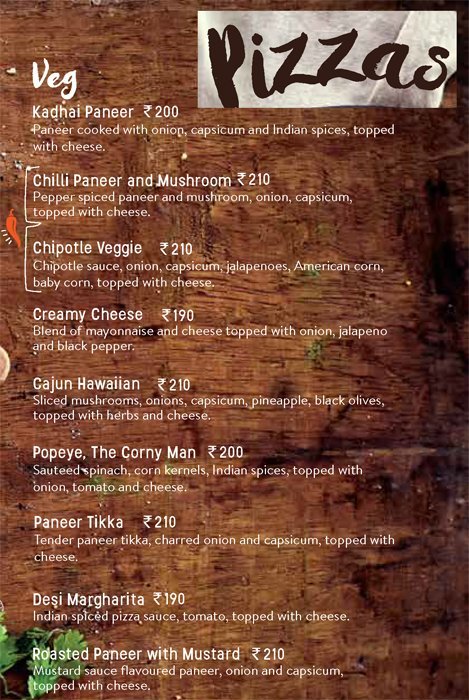 Pizzas
Veg
Kadhai Paneer ₹200
Paneer cooked with onion, capsicum and Indian spices, topped
with cheese.
Chilli Paneer and Mushroom ₹210
Pepper spiced paneer and mushroom, onion, capsicum,
topped with cheese.
Chipotle Veggie ₹210
Chipotle sauce, onion, capsicum, jalapenoes, American corn,
baby corn, topped with cheese.
Creamy Cheese ₹190
Blend of mayonnaise and cheese topped with onion, jalapeno
and black pepper.
Cajun Hawaiian ₹210
Sliced mushrooms, onions, capsicum, pineapple, black olives,
topped with herbs and cheese.
Popeye, The Corny Man ₹200
Sauteed spinach, corn kernels, Indian spices, topped with
onion, tomato and cheese.
Paneer Tikka ₹210
Tender paneer tikka, charred onion and capsicum, topped with
cheese.
Desi Margharita ₹190
Indian spiced pizza sauce, tomato, topped with cheese.
Roasted Paneer with Mustard ₹210
Mustard sauce flavoured paneer, onion and capsicum,
topped with cheese.